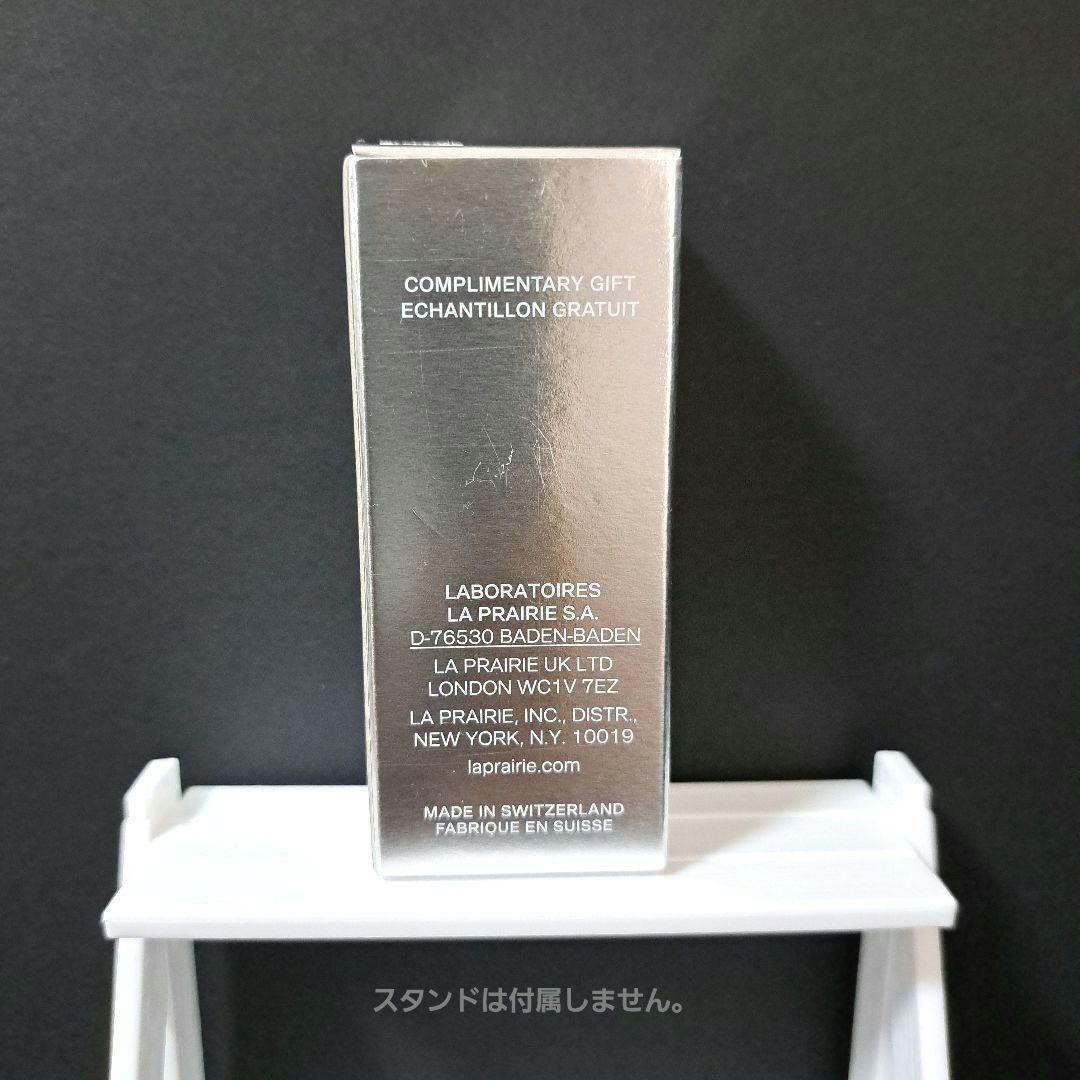 COMPLIMENTARY GIFT
ECHANTILLON GRATUIT
LABORATOIRES
LA PRAIRIE S.A.
D-76530 BADEN-BADEN
LA PRAIRIE UK LTD
LONDON WC1V 7EZ
LA PRAIRIE, INC., DISTR.,
NEW YORK, N.Y. 10019
laprairie.com
MADE IN SWITZERLAND
FABRIQUE EN SUISSE
スタンドは付属しません。